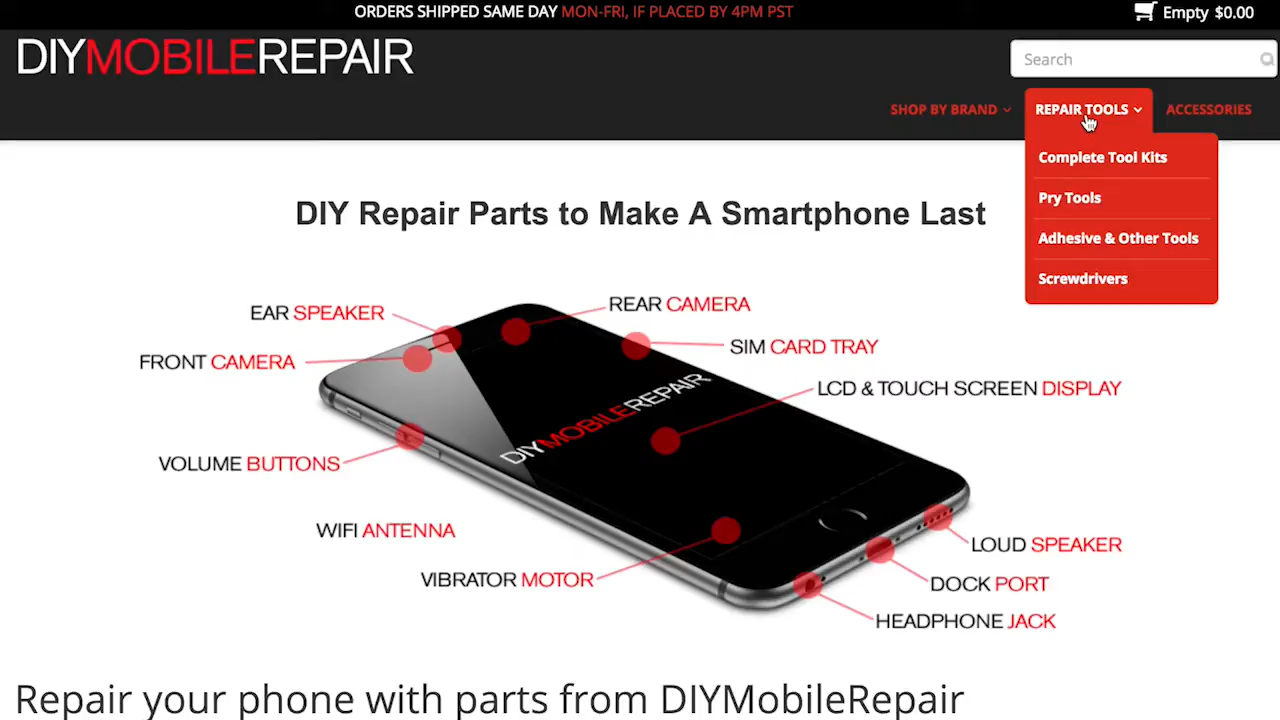 ORDERS SHIPPED SAME DAY MON-FRI, IF PLACED BY 4PM PST
Empty $0.00
DIYMOBILEREPAIR
Search
SHOP BY BRAND
REPAIR TOOLS
ACCESSORIES
Complete Tool Kits
Pry Tools
Adhesive & Other Tools
Screwdrivers
DIY Repair Parts to Make A Smartphone Last
EAR SPEAKER
REAR CAMERA
FRONT CAMERA
SIM CARD TRAY
LCD & TOUCH SCREEN DISPLAY
DIYMOBILEREPAIR
VOLUME BUTTONS
WIFI ANTENNA
LOUD SPEAKER
VIBRATOR MOTOR
DOCK PORT
HEADPHONE JACK
Repair your phone with parts from DIYMobileRepair